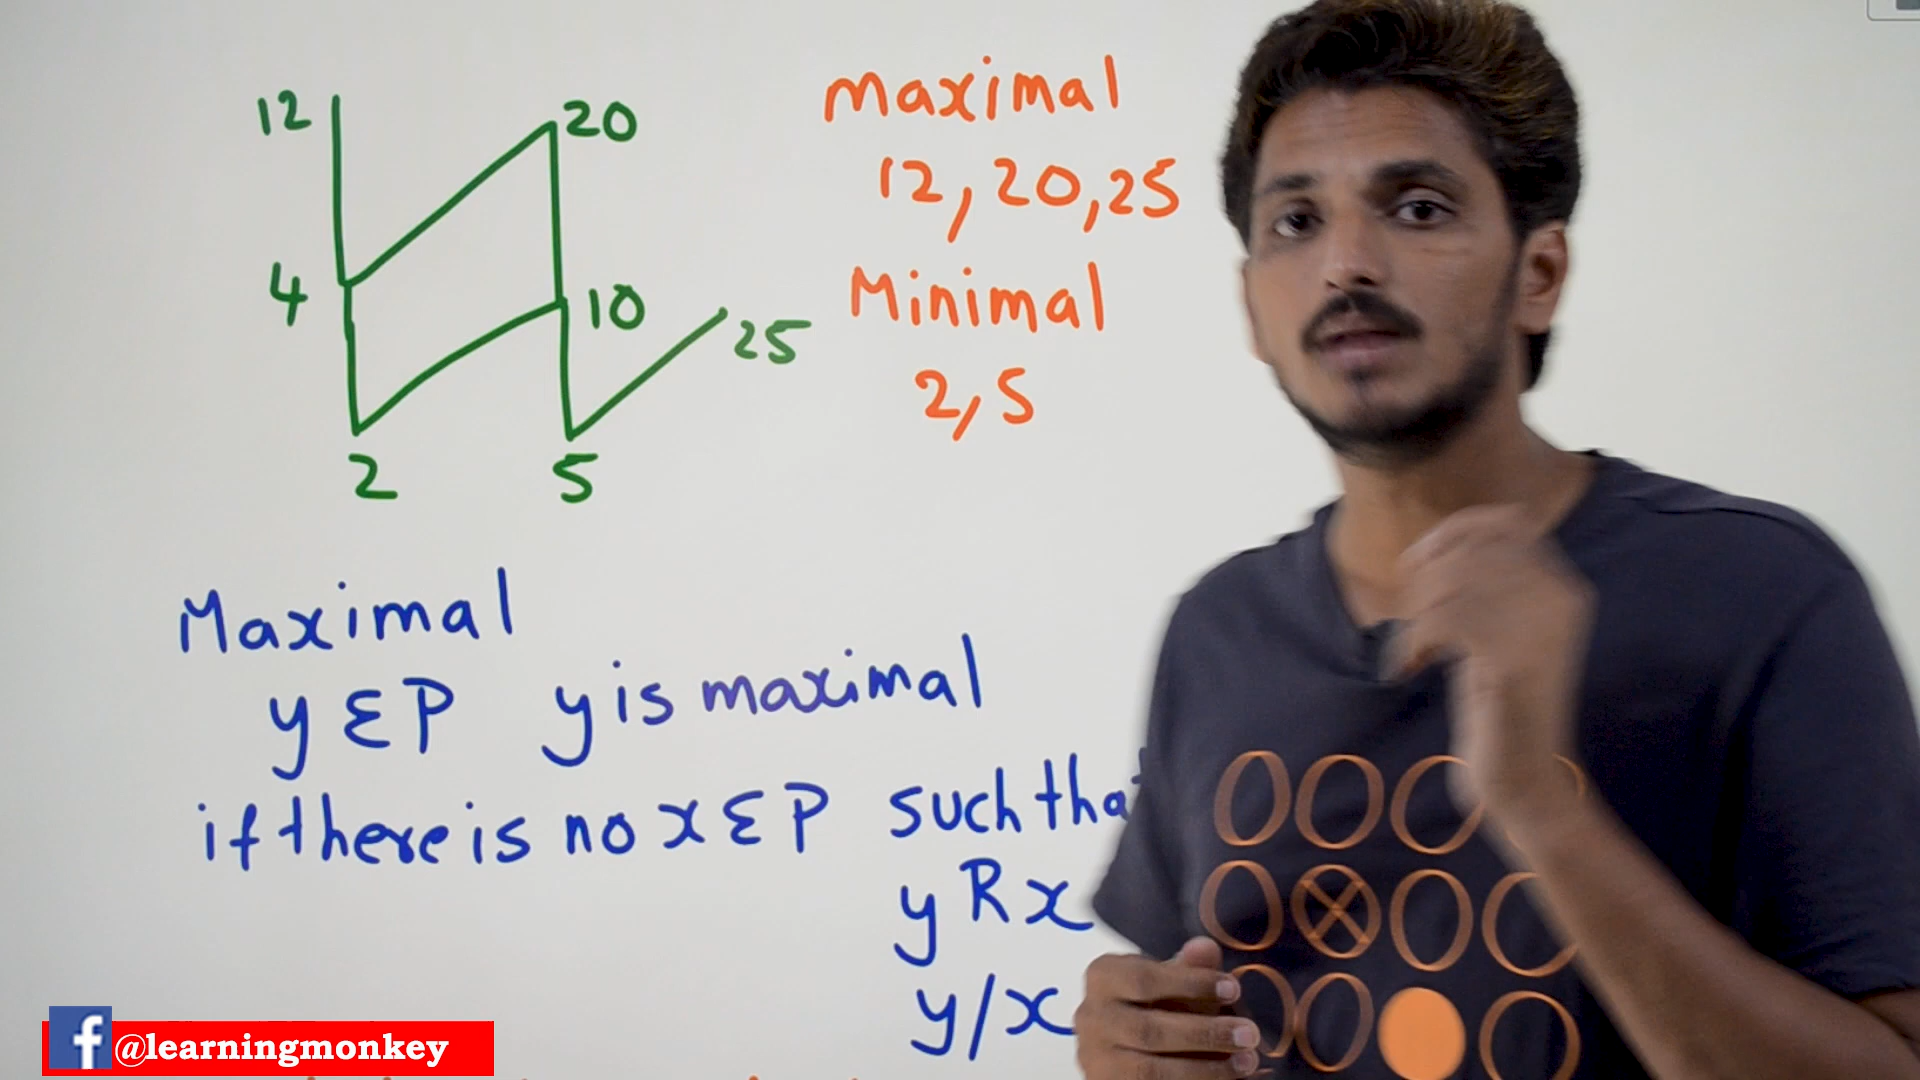 12
20
4
10
25
2
5
Maximal
12, 20, 25
Minimal
2, 5
Maximal
y Σ P y is maximal
if there is no x Σ P such that
y R x
y/x
f @learningmonkey